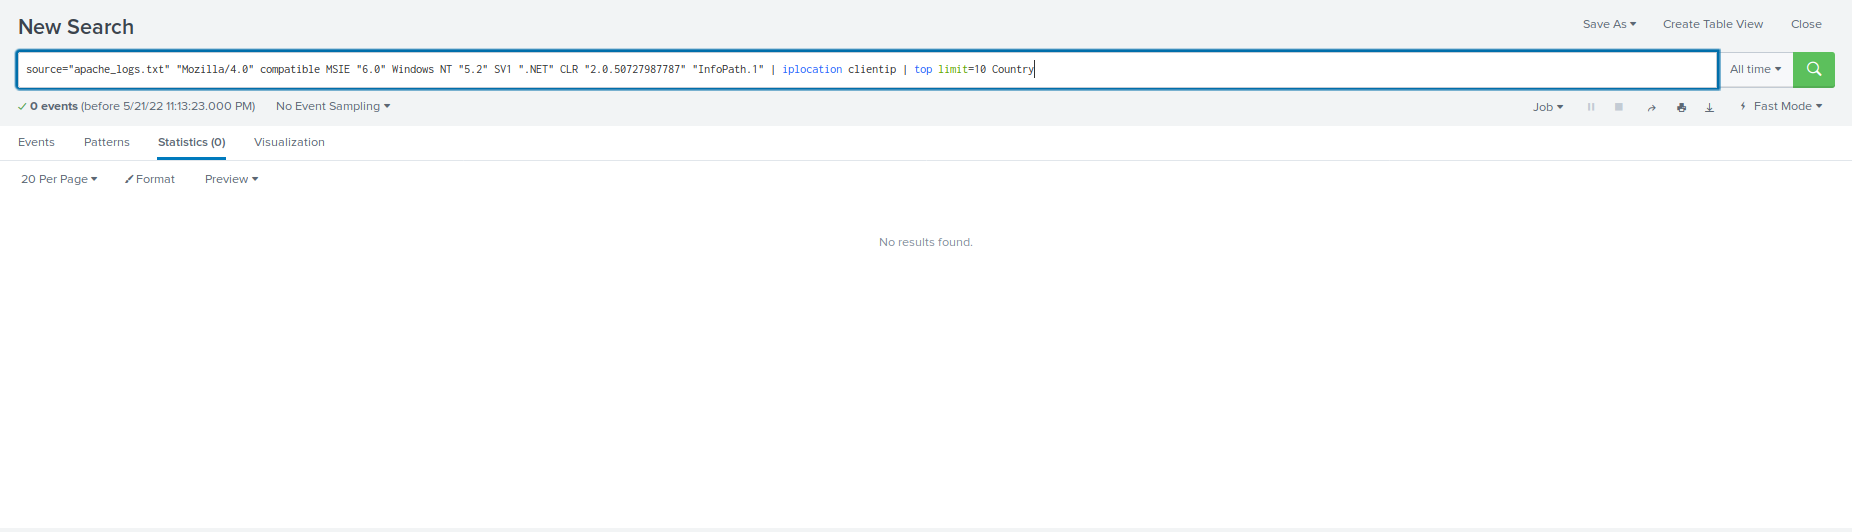 New Search
Save As
Create Table View
Close
source="apache_logs.txt" "Mozilla/4.0" compatible MSIE "6.0" Windows NT "5.2" SV1 ".NET" CLR "2.0.50727987787" "InfoPath.1" | iplocation clientip | top limit=10 Country
All time
0 events (before 5/21/22 11:13:23.000 PM)
No Event Sampling
Job
Fast Mode
Events
Patterns
Statistics (0)
Visualization
20 Per Page
Format
Preview
No results found.